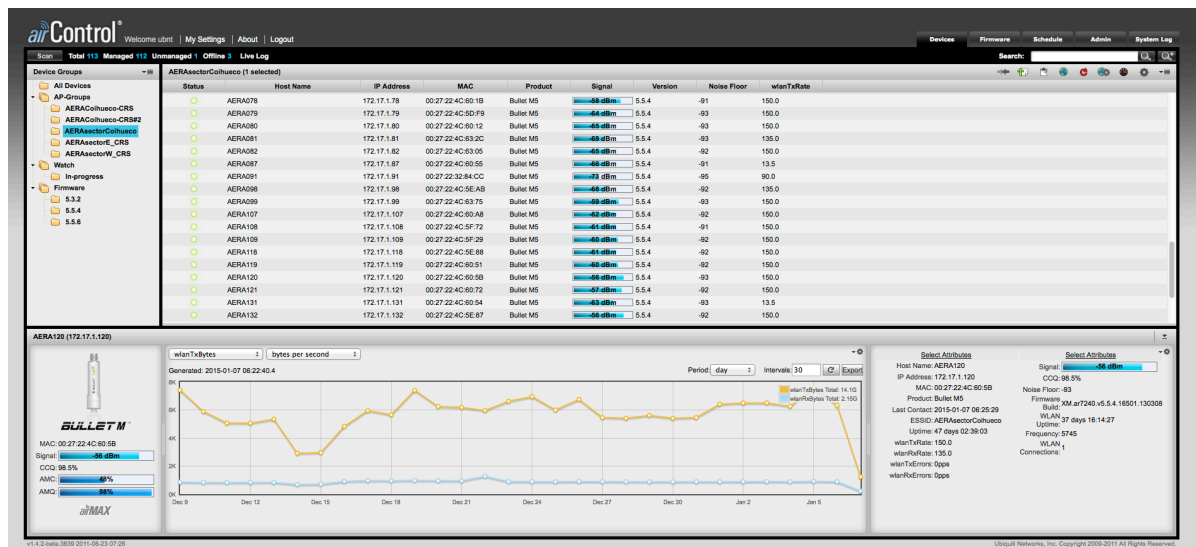 airControl® Welcome ubnt | My Settings | About | Logout
Devices Firmware Schedule Admin System Log
Scan Total 113 Managed 112 Unmanaged 1 Offline 3 Live Log Search:
Device Groups AERAsectorCoihueco (1 selected)
All Devices
AP-Groups
AERACoihueco-CRS
AERACoihueco-CRS#2
AERAsectorCoihueco
AERAsectorE_CRS
AERAsectorW_CRS
Watch
In-progress
Firmware
5.3.2
5.5.4
5.5.6
Status Host Name IP Address MAC Product Signal Version Noise Floor wlanTxRate
AERA078 172.17.1.78 00:27:22:4C:60:1B Bullet M5 -58 dBm 5.5.4 -91 150.0
AERA079 172.17.1.79 00:27:22:4C:5D:F9 Bullet M5 -64 dBm 5.5.4 -93 150.0
AERA080 172.17.1.80 00:27:22:4C:60:12 Bullet M5 -65 dBm 5.5.4 -93 150.0
AERA081 172.17.1.81 00:27:22:4C:63:2C Bullet M5 -69 dBm 5.5.4 -93 135.0
AERA082 172.17.1.82 00:27:22:4C:63:05 Bullet M5 -65 dBm 5.5.4 -92 150.0
AERA087 172.17.1.87 00:27:22:4C:60:55 Bullet M5 -66 dBm 5.5.4 -91 13.5
AERA091 172.17.1.91 00:27:22:32:84:CC Bullet M5 -73 dBm 5.5.4 -95 90.0
AERA098 172.17.1.98 00:27:22:4C:5E:AB Bullet M5 -68 dBm 5.5.4 -92 135.0
AERA099 172.17.1.99 00:27:22:4C:63:75 Bullet M5 -59 dBm 5.5.4 -93 150.0
AERA107 172.17.1.107 00:27:22:4C:60:A8 Bullet M5 -62 dBm 5.5.4 -92 150.0
AERA108 172.17.1.108 00:27:22:4C:5F:72 Bullet M5 -61 dBm 5.5.4 -91 150.0
AERA109 172.17.1.109 00:27:22:4C:5F:29 Bullet M5 -60 dBm 5.5.4 -92 150.0
AERA118 172.17.1.118 00:27:22:4C:5E:88 Bullet M5 -61 dBm 5.5.4 -92 150.0
AERA119 172.17.1.119 00:27:22:4C:60:51 Bullet M5 -60 dBm 5.5.4 -92 150.0
AERA120 172.17.1.120 00:27:22:4C:60:5B Bullet M5 -56 dBm 5.5.4 -93 150.0
AERA121 172.17.1.121 00:27:22:4C:60:72 Bullet M5 -57 dBm 5.5.4 -92 150.0
AERA131 172.17.1.131 00:27:22:4C:60:54 Bullet M5 -63 dBm 5.5.4 -93 13.5
AERA132 172.17.1.132 00:27:22:4C:5E:87 Bullet M5 -56 dBm 5.5.4 -92 150.0
AERA120 (172.17.1.120)
BULLET M
MAC: 00:27:22:4C:60:5B
Signal: -56 dBm
CCQ: 98.5%
AMC: 48%
AMQ: 98%
airMAX
wlanTxBytes bytes per second
Generated: 2015-01-07 06:22:40.4 Period: day Intervals: 30 Export
wlanTxBytes Total: 14.1G
wlanRxBytes Total: 2.15G
8K
6K
4K
2K
0K
Dec 9 Dec 12 Dec 15 Dec 18 Dec 21 Dec 24 Dec 27 Dec 30 Jan 2 Jan 5
Select Attributes
Host Name: AERA120
IP Address: 172.17.1.120
MAC: 00:27:22:4C:60:5B
Product: Bullet M5
Last Contact: 2015-01-07 06:25:29
ESSID: AERAsectorCoihueco
Uptime: 47 days 02:39:03
wlanTxRate: 150.0
wlanRxRate: 135.0
wlanTxErrors: 0pps
wlanRxErrors: 0pps
Select Attributes
Signal: -56 dBm
CCQ: 98.5%
Noise Floor: -93
Firmware Build: XM.ar7240.v5.5.4.16501.130308
WLAN Uptime: 37 days 16:14:27
Frequency: 5745
WLAN Connections: 1
v1.4.2-beta.3639 2011-08-23 07:26 Ubiquiti Networks, Inc. Copyright 2009-2011 All Rights Reserved.